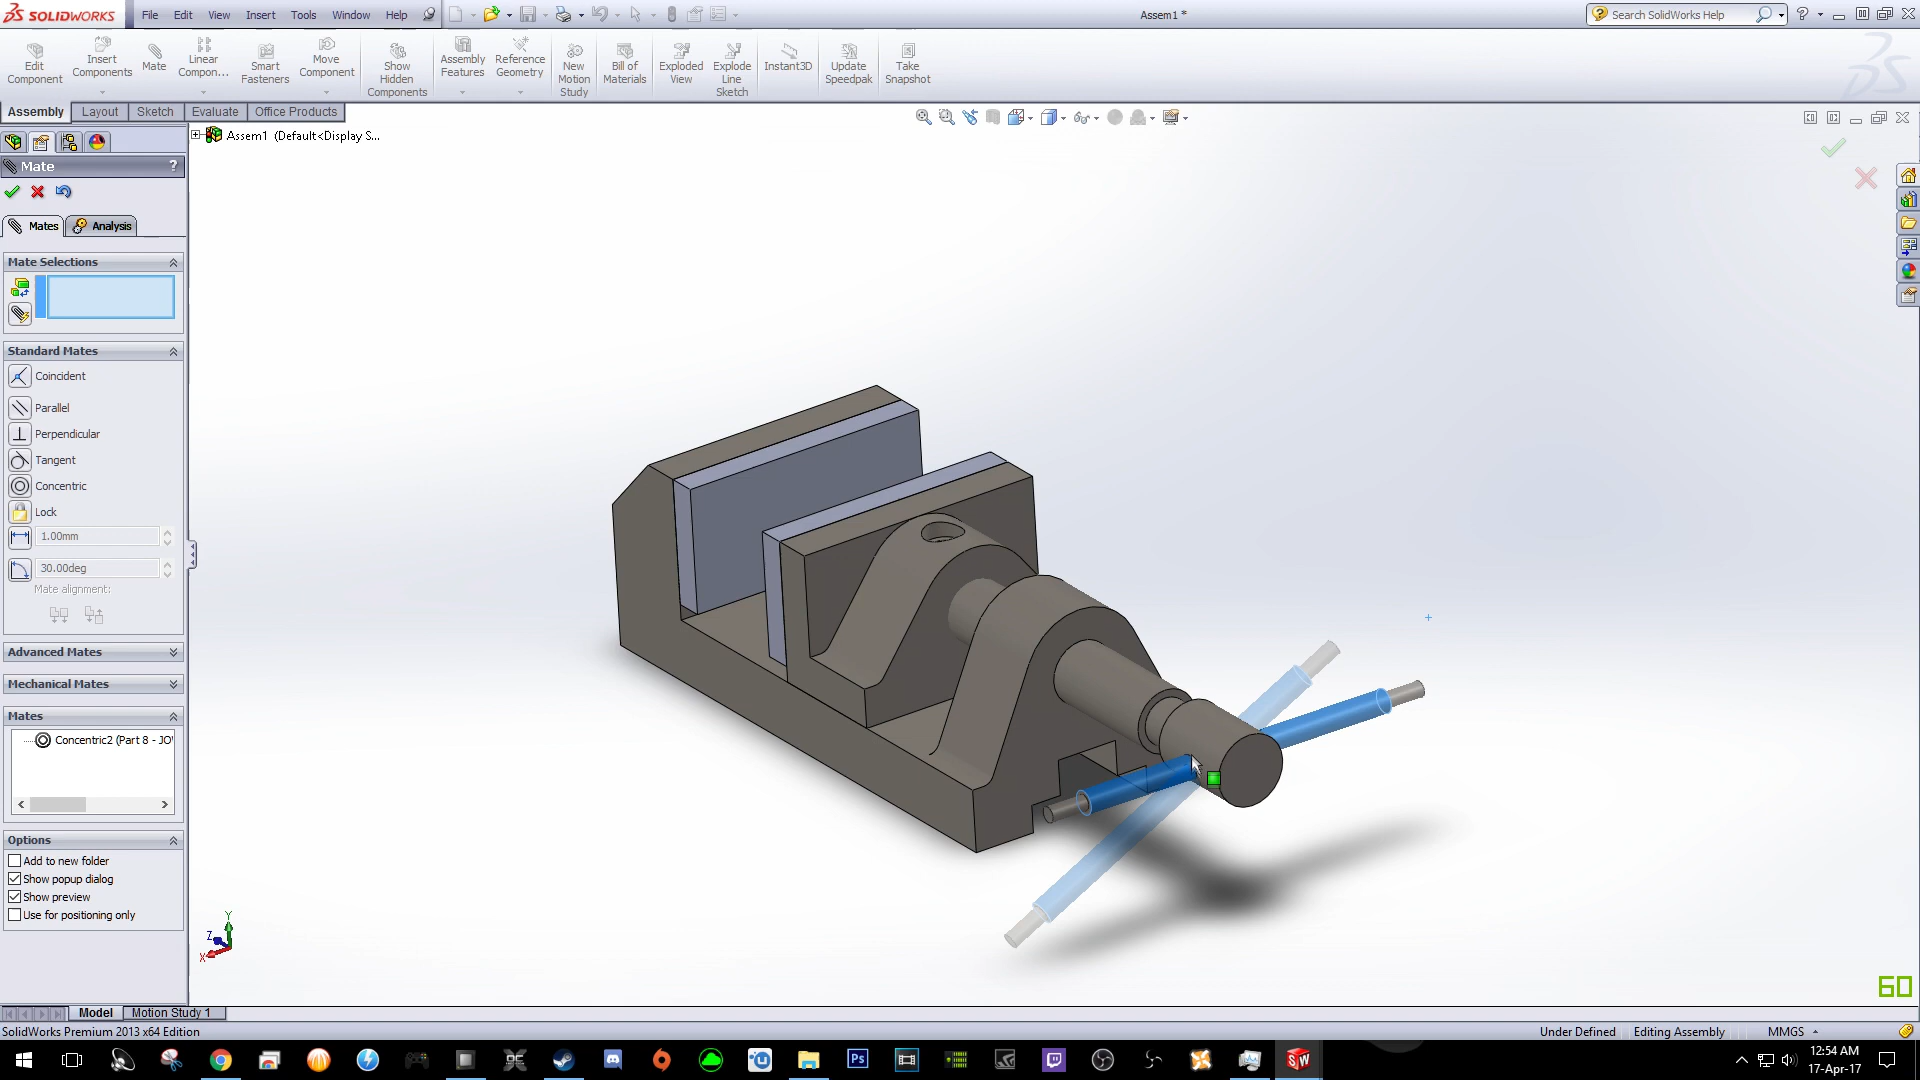 SOLIDWORKS
File Edit View Insert Tools Window Help
Assem1 *
Search SolidWorks Help
Edit Component
Insert Components
Mate
Linear Compon...
Smart Fasteners
Move Component
Show Hidden Components
Assembly Features
Reference Geometry
New Motion Study
Bill of Materials
Exploded View
Explode Line Sketch
Instant3D
Update Speedpak
Take Snapshot
Assembly Layout Sketch Evaluate Office Products
Assem1 (Default<Display S...
Mate ?
Mates Analysis
Mate Selections
Standard Mates
Coincident
Parallel
Perpendicular
Tangent
Concentric
Lock
1.00mm
30.00deg
Mate alignment:
Advanced Mates
Mechanical Mates
Mates
Concentric2 (Part 8 - JO
Options
Add to new folder
Show popup dialog
Show preview
Use for positioning only
Y
Z
X
60
Model Motion Study 1
SolidWorks Premium 2013 x64 Edition
Under Defined Editing Assembly MMGS
12:54 AM
17-Apr-17